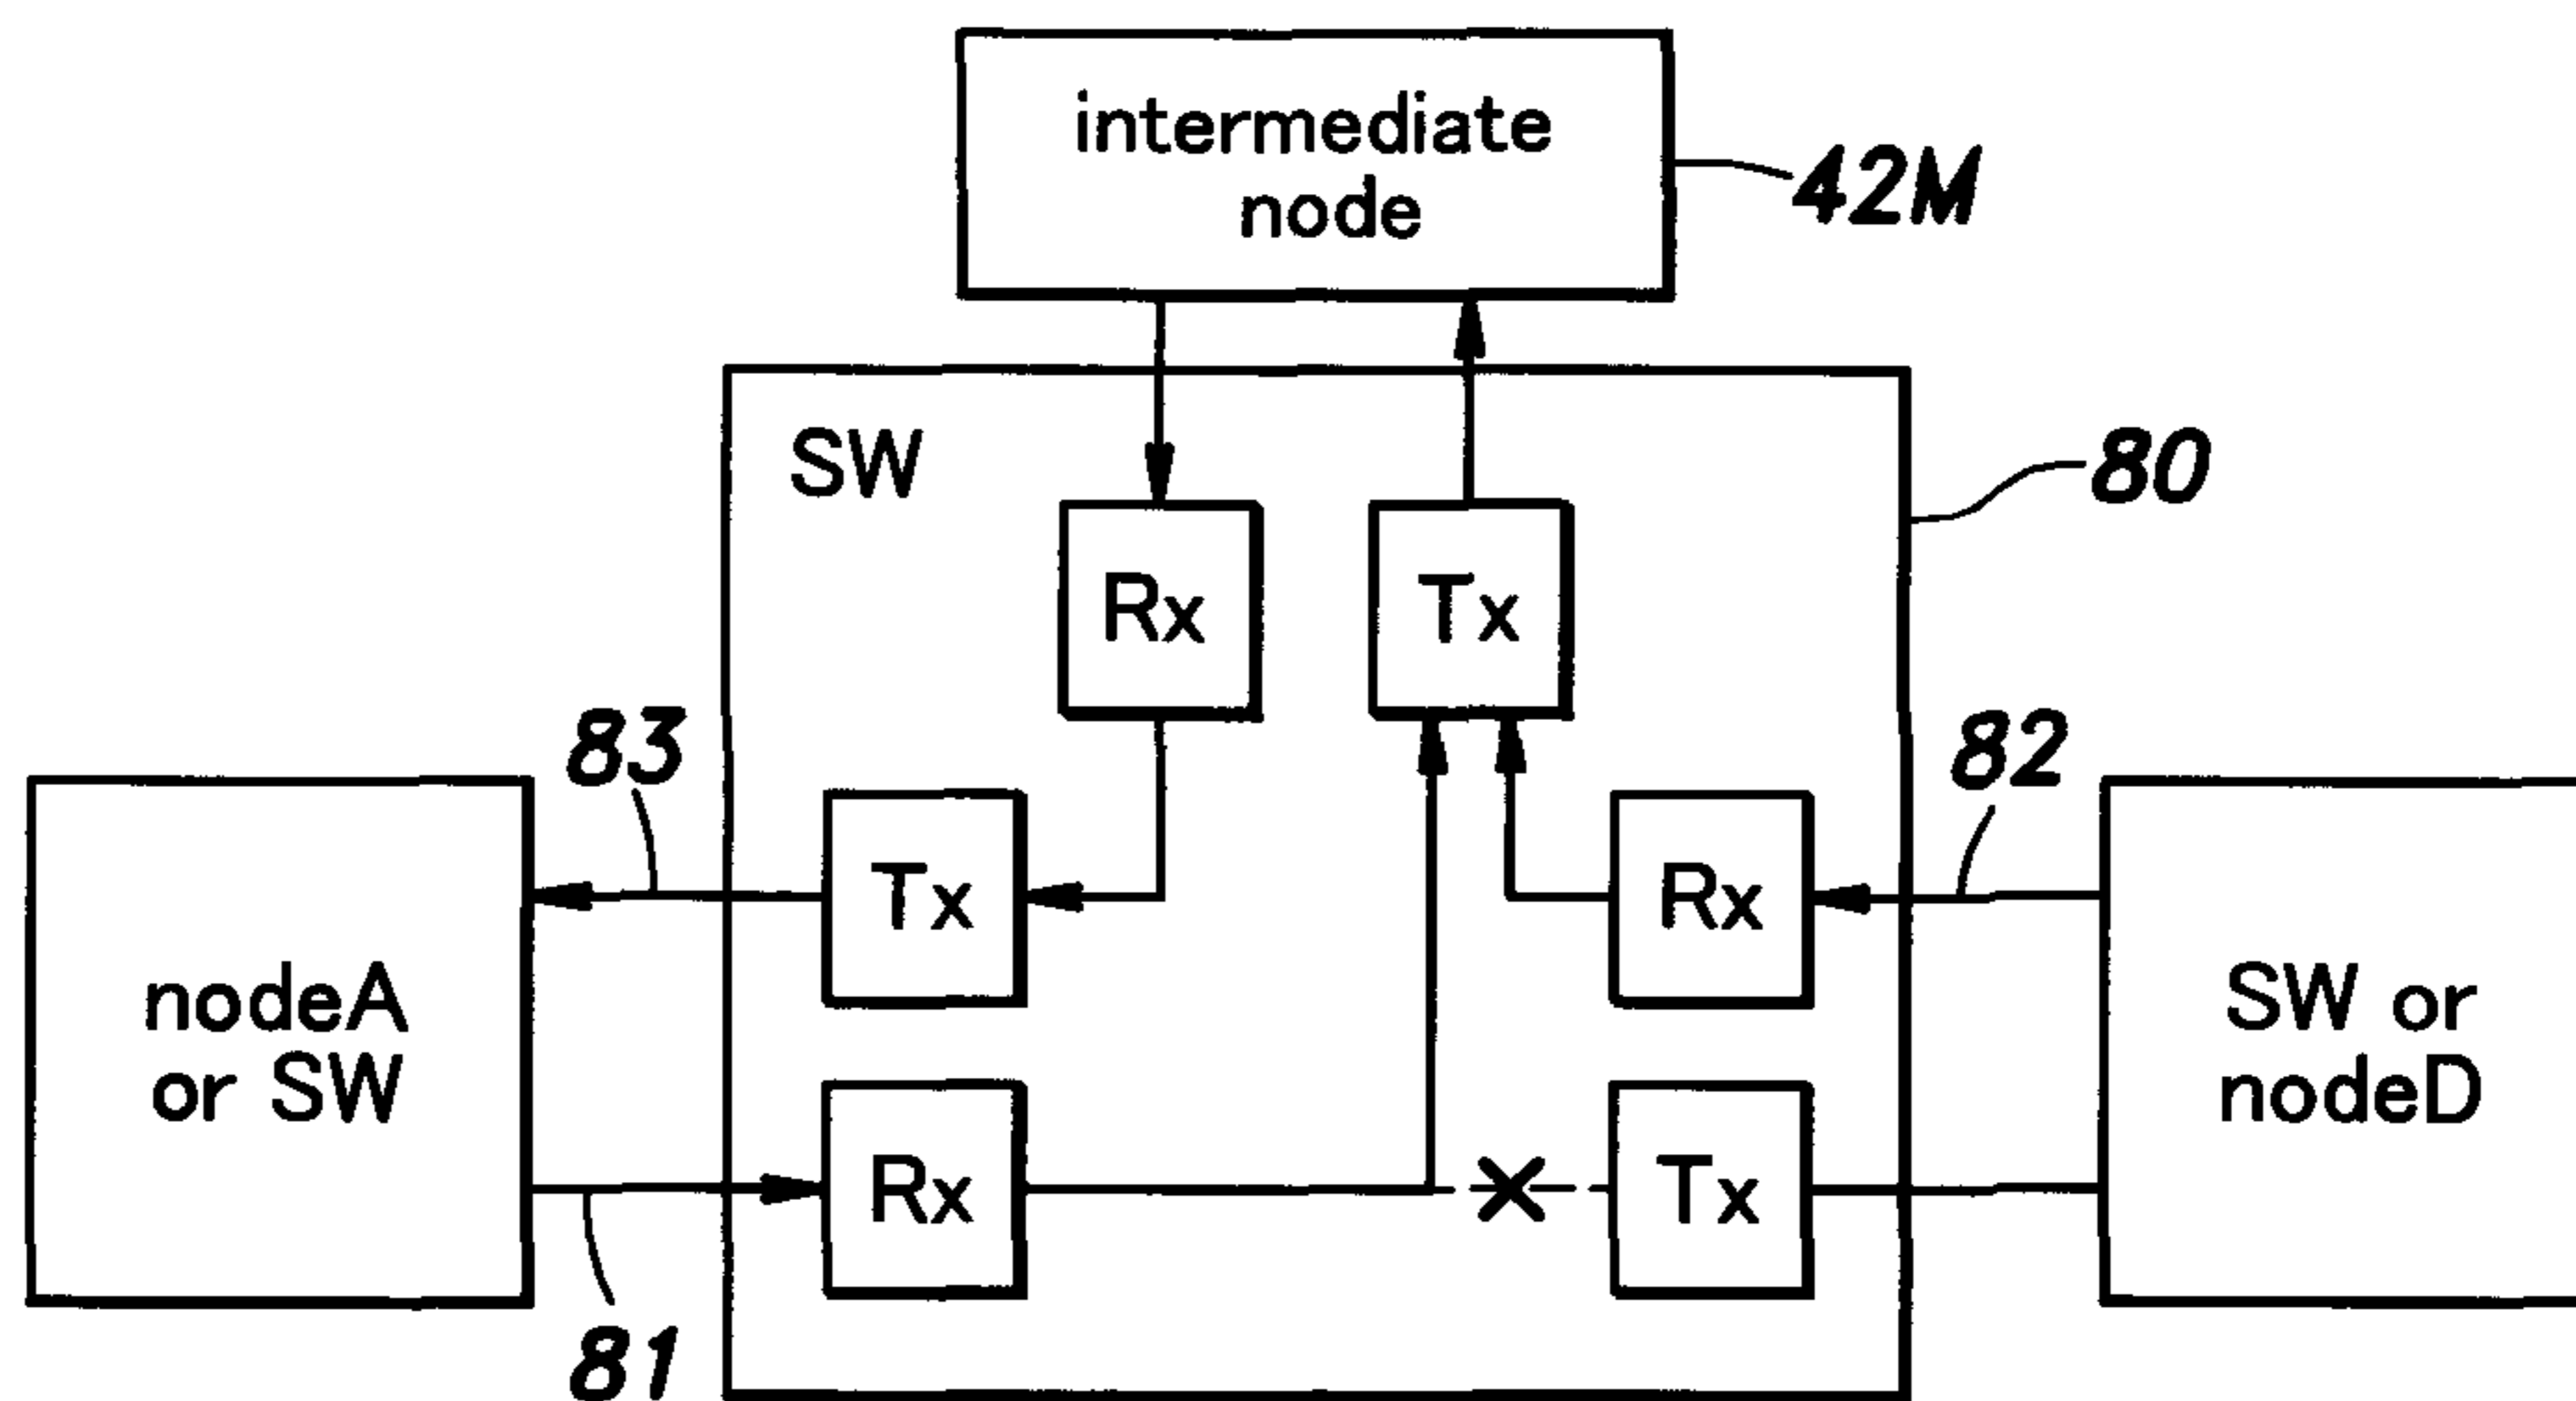 intermediate
node
42M
SW
80
Rx
Tx
83
82
Tx
Rx
nodeA
or SW
SW or
nodeD
Rx
Tx
81